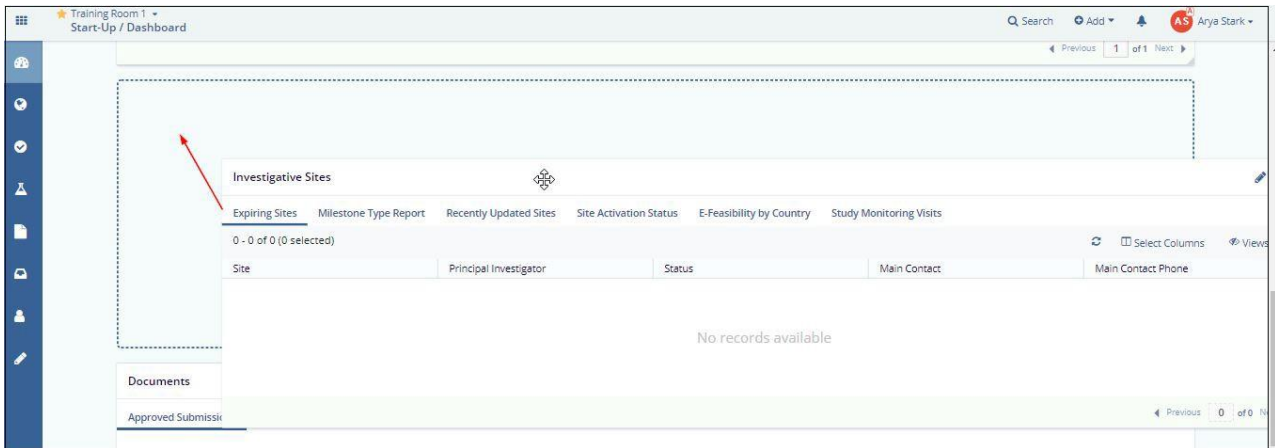 Training Room 1
Start-Up / Dashboard
Search Add A AS Arya Stark
Previous 1 of 1 Next
Investigative Sites
Expiring Sites Milestone Type Report Recently Updated Sites Site Activation Status E-Feasibility by Country Study Monitoring Visits
0 - 0 of 0 (0 selected) Select Columns Views
Site Principal Investigator Status Main Contact Main Contact Phone
No records available
Documents
Approved Submissio
Previous 0 of 0 N